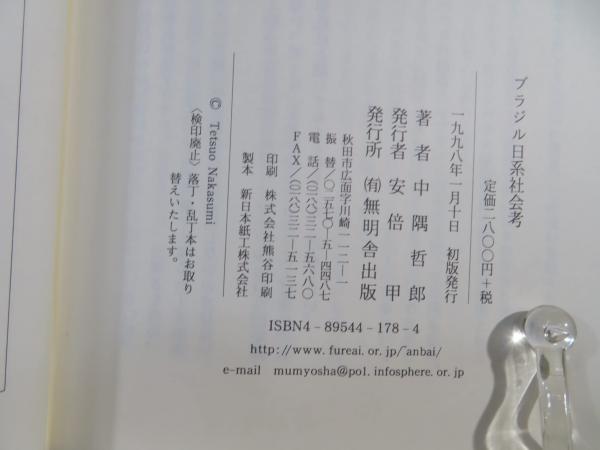 ブラジル日系社会考
定価二八〇〇円+税
一九九八年一月十日 初版発行
著者 中隅哲郎
発行者 安倍甲
発行所 (有)無明舎出版
秋田市広面字川崎一一二-一
振替/〇二五七〇-五-四四八七
電話/(〇一八八)三二-五六八〇
FAX/(〇一八八)三二-五一三七
印刷 株式会社熊谷印刷
製本 新日本紙工株式会社
© Tetsuo Nakasumi
〈検印廃止〉落丁・乱丁本はお取り
替えいたします。
ISBN4-89544-178-4
http://www.fureai.or.jp/~anbai/
e-mail mumyosha@po1.infosphere.or.jp